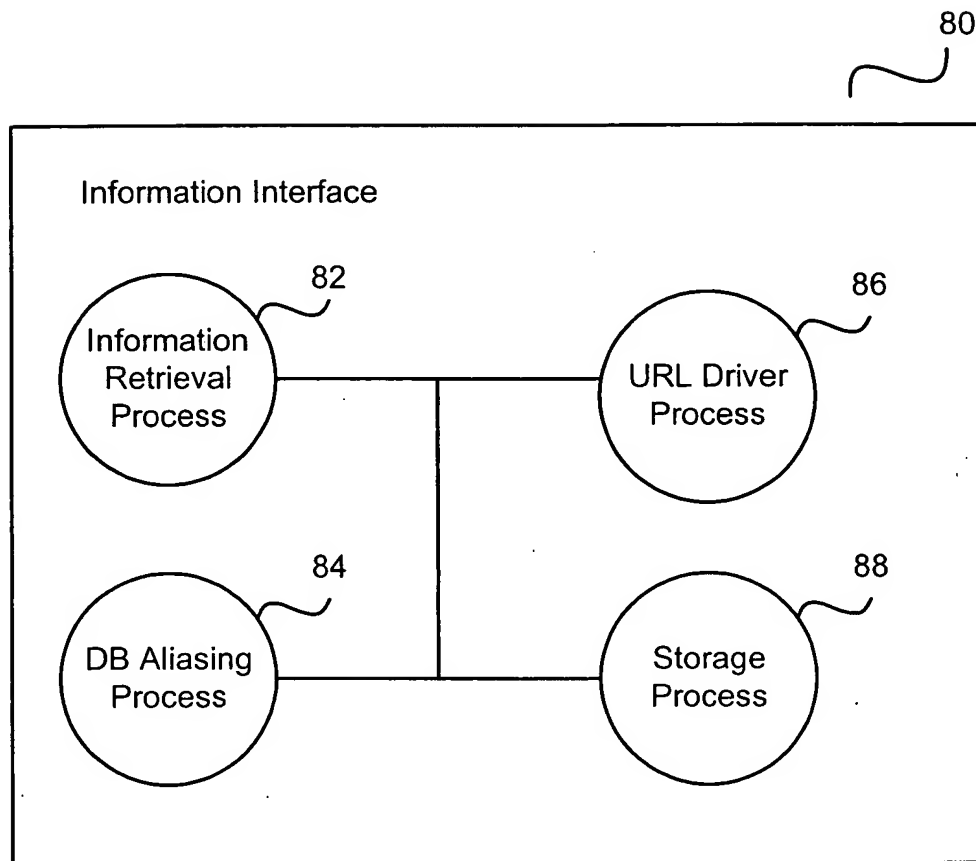 80
Information Interface
82
Information
Retrieval
Process
86
URL Driver
Process
84
DB Aliasing
Process
88
Storage
Process